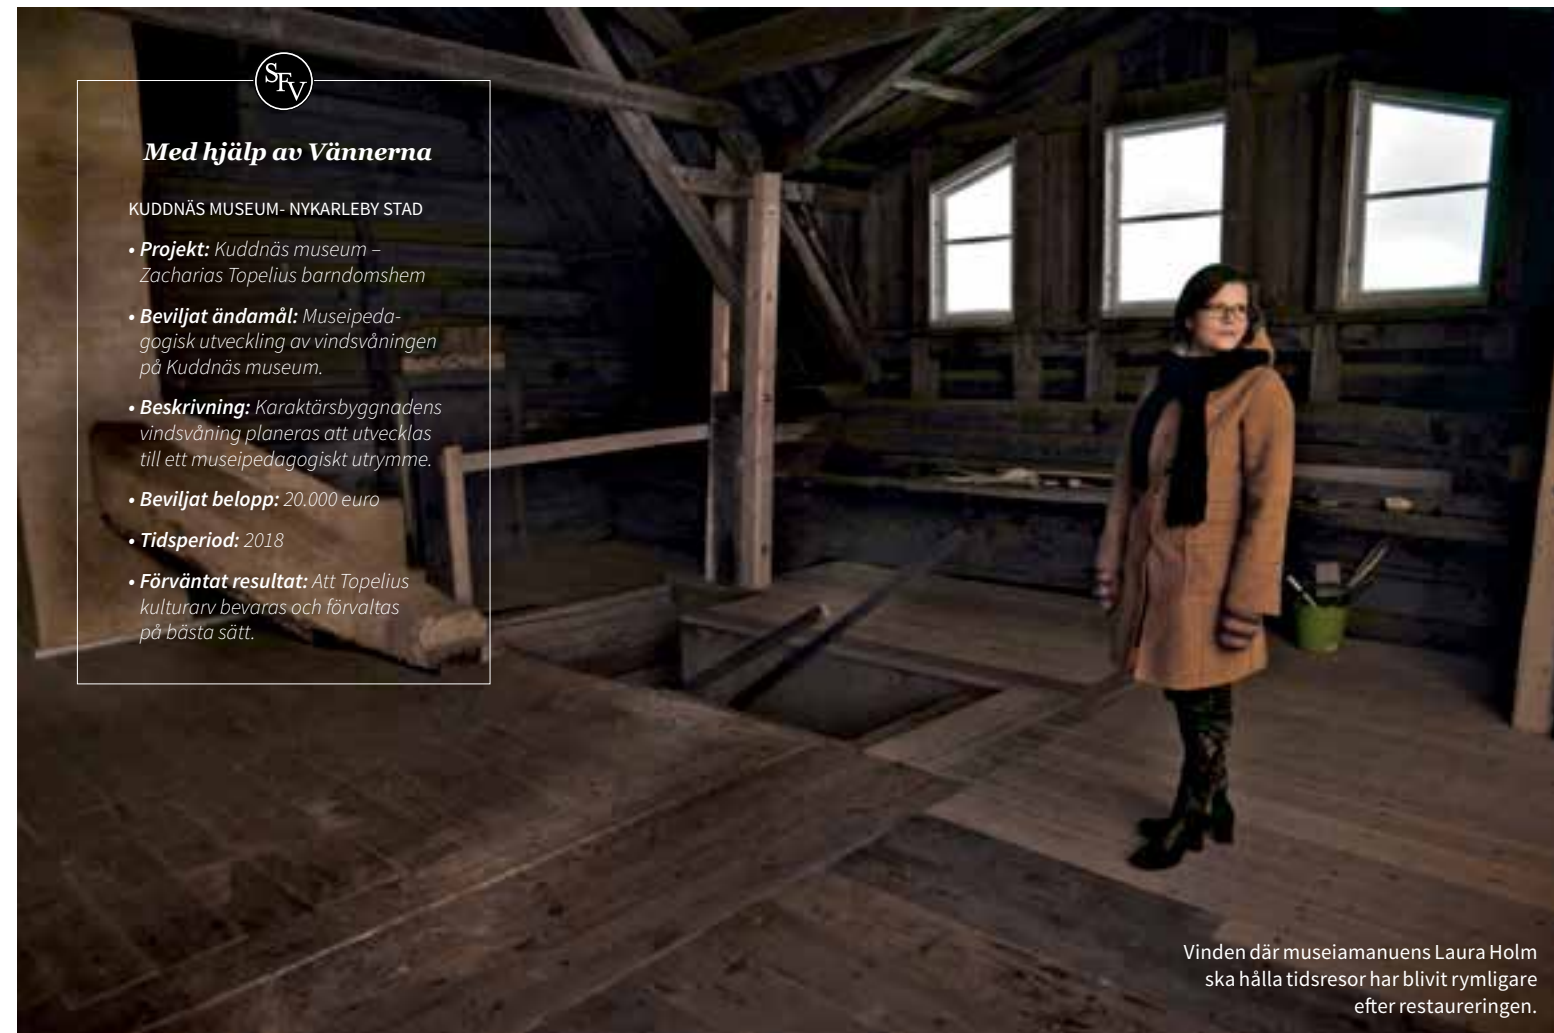 SFV
Med hjälp av Vännerna
KUDDNÄS MUSEUM- NYKARLEBY STAD
• Projekt: Kuddnäs museum –
Zacharias Topelius barndomshem
• Beviljat ändamål: Museipeda-
gogisk utveckling av vindsvåningen
på Kuddnäs museum.
• Beskrivning: Karaktärsbyggnadens
vindsvåning planeras att utvecklas
till ett museipedagogiskt utrymme.
• Beviljat belopp: 20.000 euro
• Tidsperiod: 2018
• Förväntat resultat: Att Topelius
kulturarv bevaras och förvaltas
på bästa sätt.
Vinden där museiamanuens Laura Holm
ska hålla tidsresor har blivit rymligare
efter restaureringen.